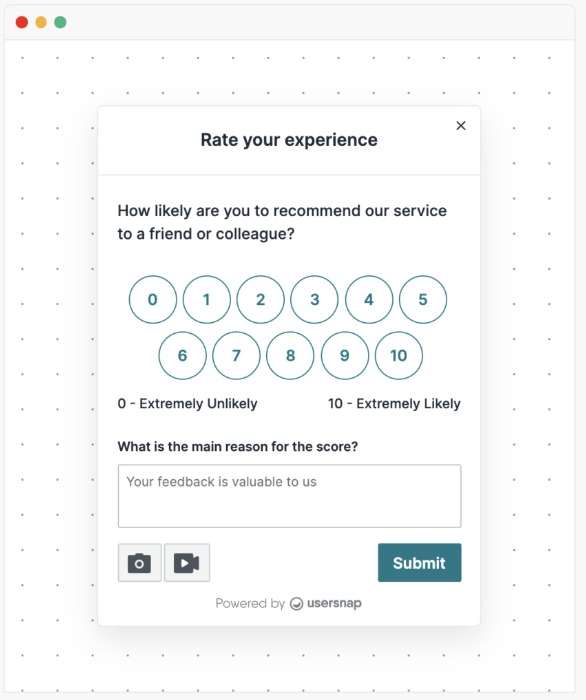 Rate your experience
How likely are you to recommend our service
to a friend or colleague?
0 1 2 3 4 5
6 7 8 9 10
0 - Extremely Unlikely 10 - Extremely Likely
What is the main reason for the score?
Your feedback is valuable to us
Submit
Powered by usersnap